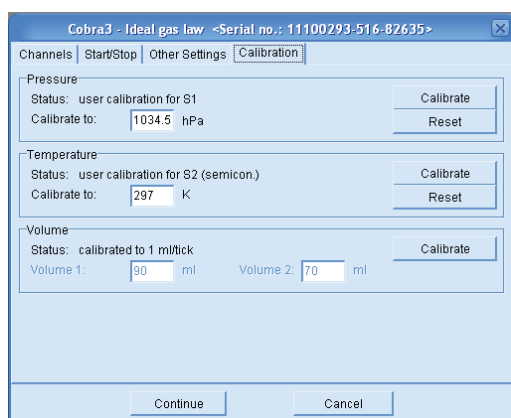 Cobra3 - Ideal gas law <Serial no.: 11100293-516-82635>
Channels Start/Stop Other Settings Calibration
Pressure
Status: user calibration for S1 Calibrate
Calibrate to: 1034.5 hPa Reset
Temperature
Status: user calibration for S2 (semicon.) Calibrate
Calibrate to: 297 K Reset
Volume
Status: calibrated to 1 ml/tick Calibrate
Volume 1: 90 ml Volume 2: 70 ml
Continue Cancel